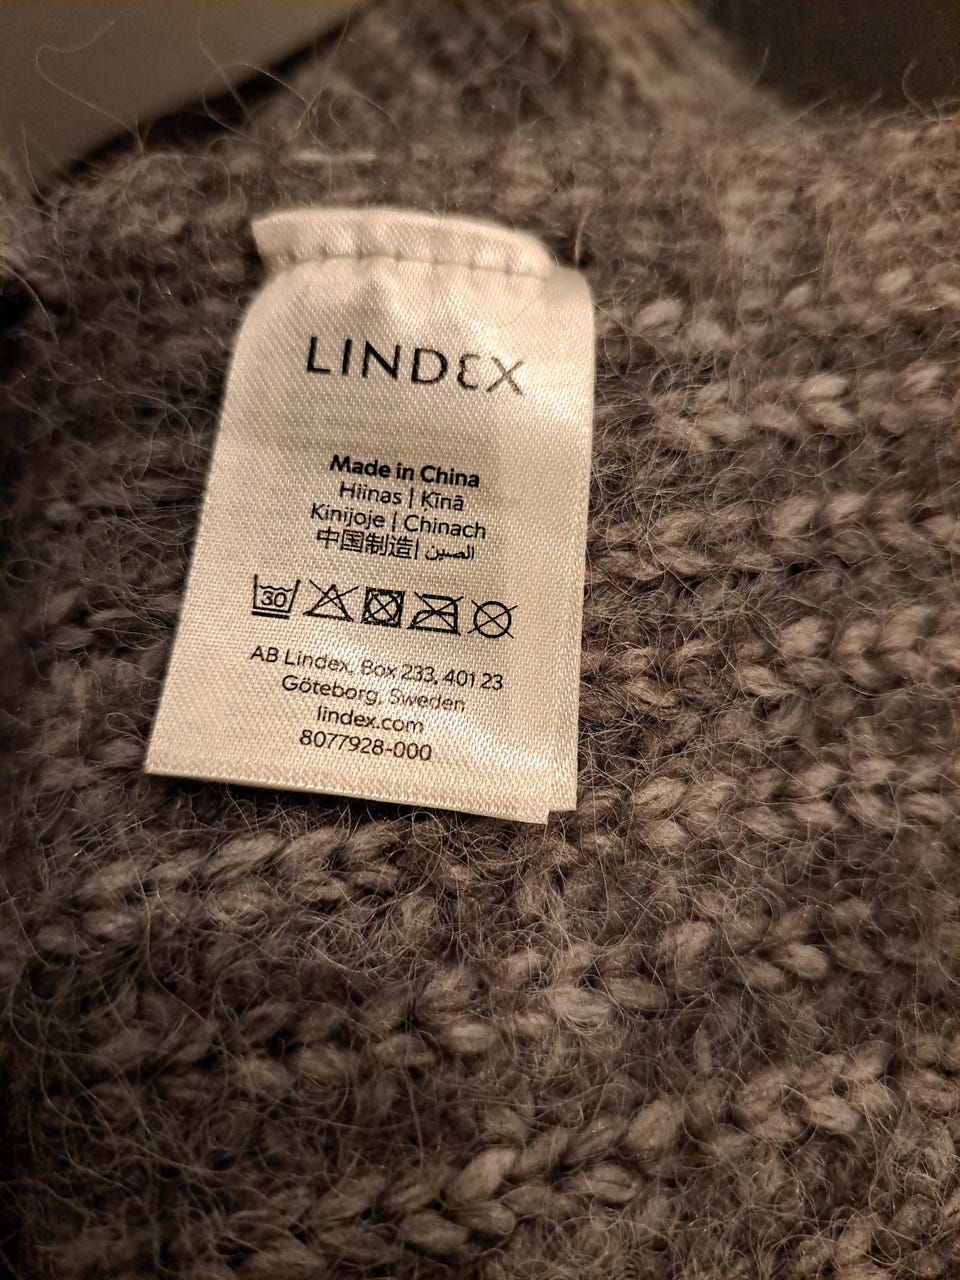 LINDEX
Made in China
Hiinas | Ķīnā
Kinijoje | Chinach
中国制造| الصين
30
AB Lindex, Box 233, 401 23
Göteborg, Sweden
lindex.com
8077928-000